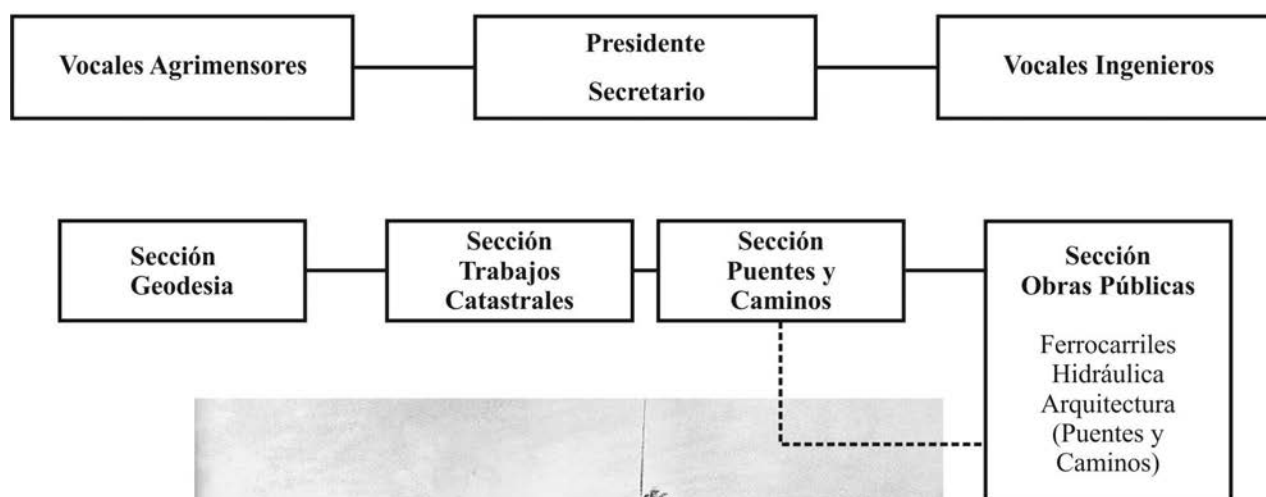 Vocales Agrimensores
Presidente
Secretario
Vocales Ingenieros
Sección
Geodesia
Sección
Trabajos
Catastrales
Sección
Puentes y
Caminos
Sección
Obras Públicas
Ferrocarriles
Hidráulica
Arquitectura
(Puentes y
Caminos)